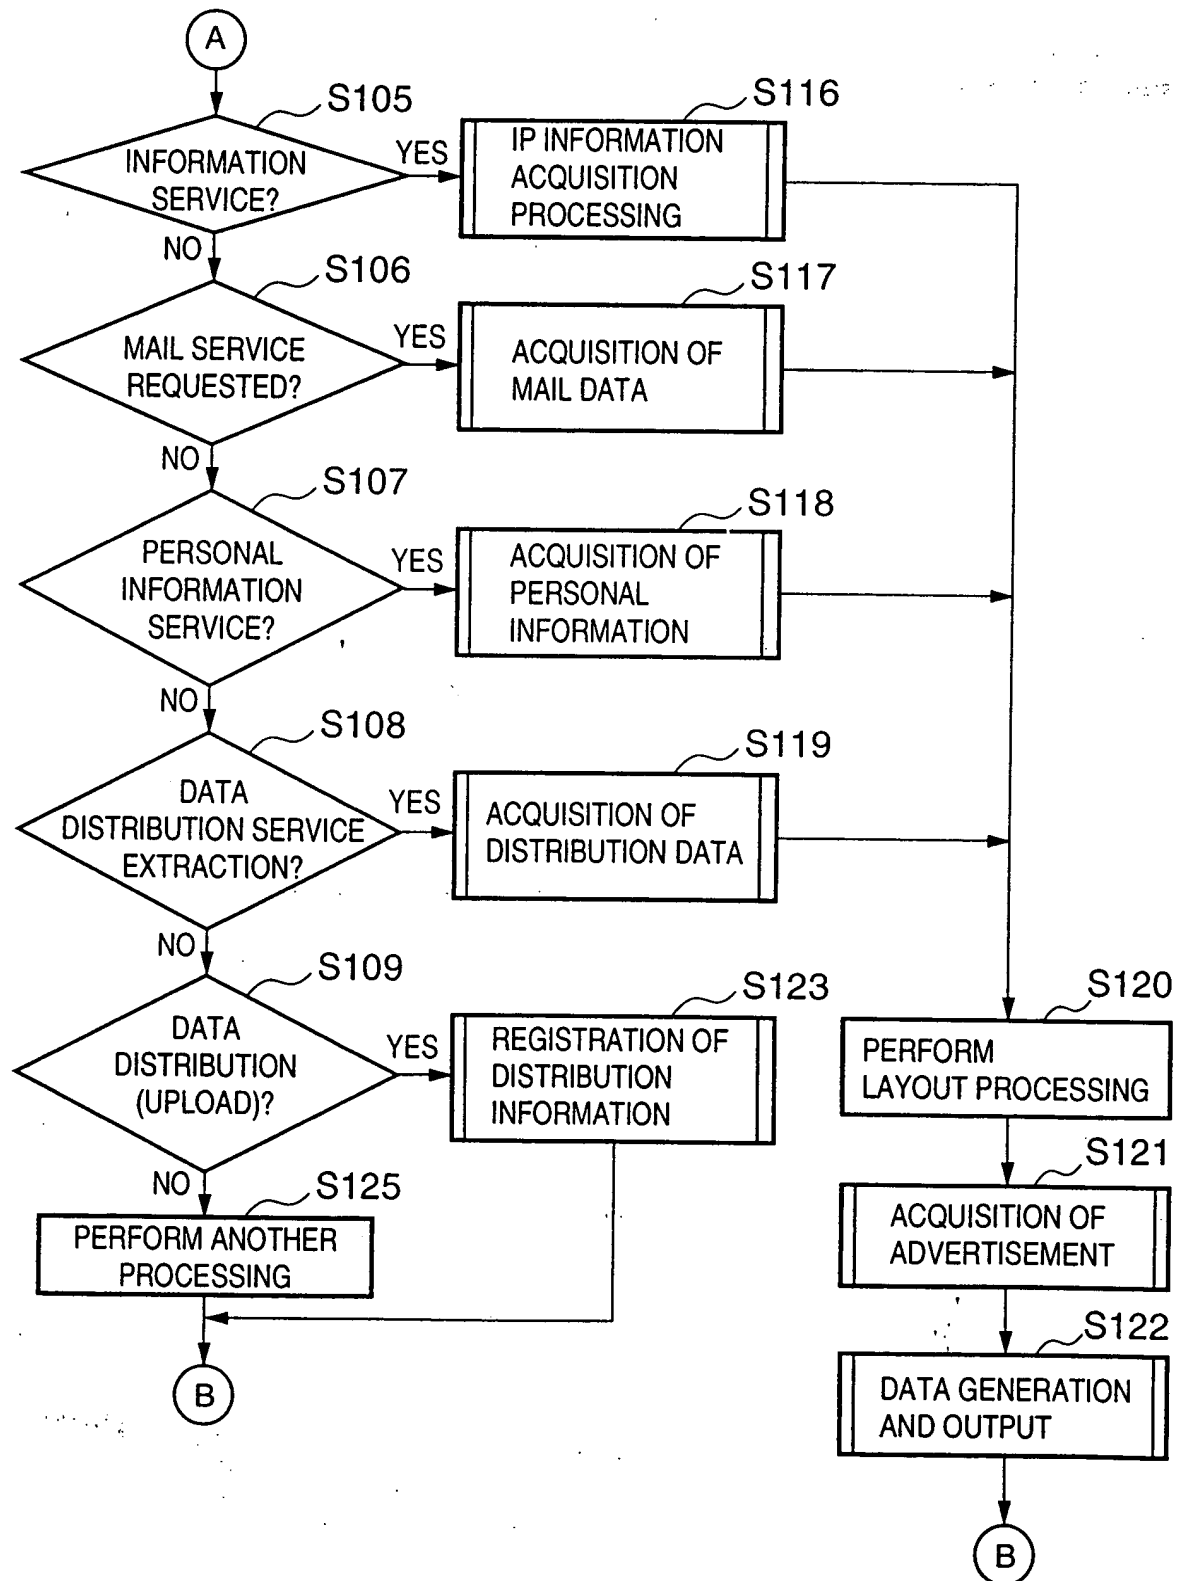 A
S105
INFORMATION
SERVICE?
YES
NO
S116
IP INFORMATION
ACQUISITION
PROCESSING
S106
MAIL SERVICE
REQUESTED?
YES
NO
S117
ACQUISITION OF
MAIL DATA
S107
PERSONAL
INFORMATION
SERVICE?
YES
NO
S118
ACQUISITION OF
PERSONAL
INFORMATION
S108
DATA
DISTRIBUTION SERVICE
EXTRACTION?
YES
NO
S119
ACQUISITION OF
DISTRIBUTION DATA
S109
DATA
DISTRIBUTION
(UPLOAD)?
YES
NO
S123
REGISTRATION OF
DISTRIBUTION
INFORMATION
S125
PERFORM ANOTHER
PROCESSING
B
S120
PERFORM
LAYOUT PROCESSING
S121
ACQUISITION OF
ADVERTISEMENT
S122
DATA GENERATION
AND OUTPUT
B